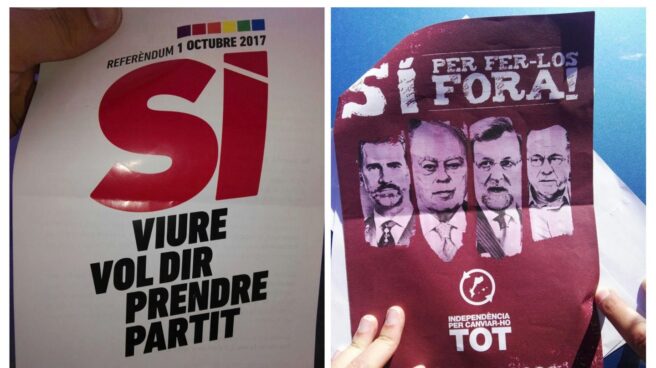 REFERÈNDUM 1 OCTUBRE 2017
SÍ
VIURE
VOL DIR
PRENDRE
PARTIT
SÍ PER FER-LOS
FORA!
INDEPENDÈNCIA
PER CANVIAR-HO
TOT